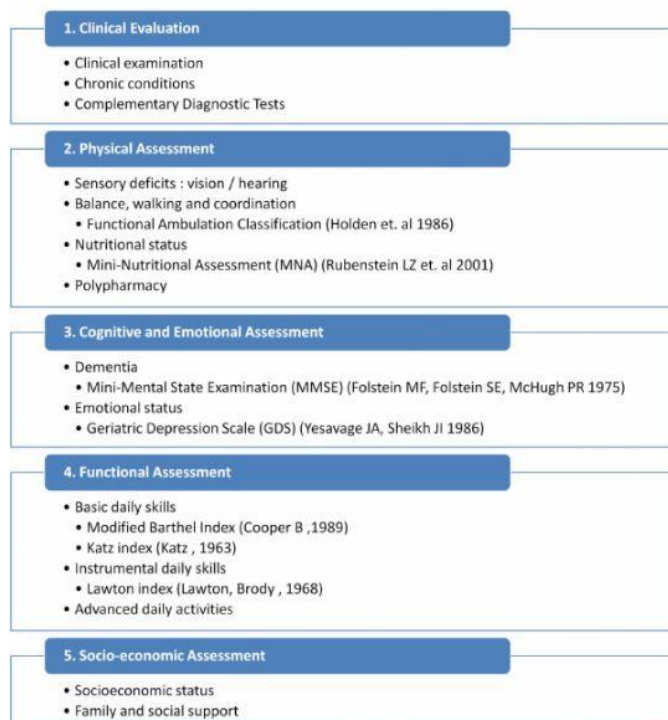 1. Clinical Evaluation
• Clinical examination
• Chronic conditions
• Complementary Diagnostic Tests
2. Physical Assessment
• Sensory deficits : vision / hearing
• Balance, walking and coordination
• Functional Ambulation Classification (Holden et. al 1986)
• Nutritional status
• Mini-Nutritional Assessment (MNA) (Rubenstein LZ et. al 2001)
• Polypharmacy
3. Cognitive and Emotional Assessment
• Dementia
• Mini-Mental State Examination (MMSE) (Folstein MF, Folstein SE, McHugh PR 1975)
• Emotional status
• Geriatric Depression Scale (GDS) (Yesavage JA, Sheikh JI 1986)
4. Functional Assessment
• Basic daily skills
• Modified Barthel Index (Cooper B ,1989)
• Katz index (Katz , 1963)
• Instrumental daily skills
• Lawton index (Lawton, Brody , 1968)
• Advanced daily activities
5. Socio-economic Assessment
• Socioeconomic status
• Family and social support